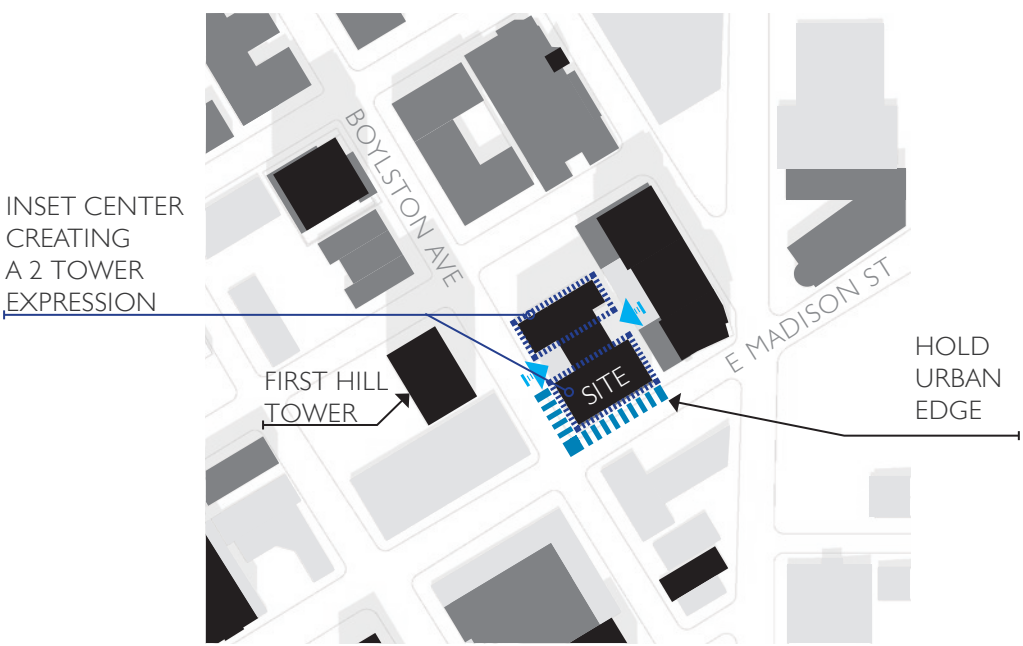 INSET CENTER
CREATING
A 2 TOWER
EXPRESSION
BOYLSTON AVE
FIRST HILL
TOWER
SITE
E MADISON ST
HOLD
URBAN
EDGE